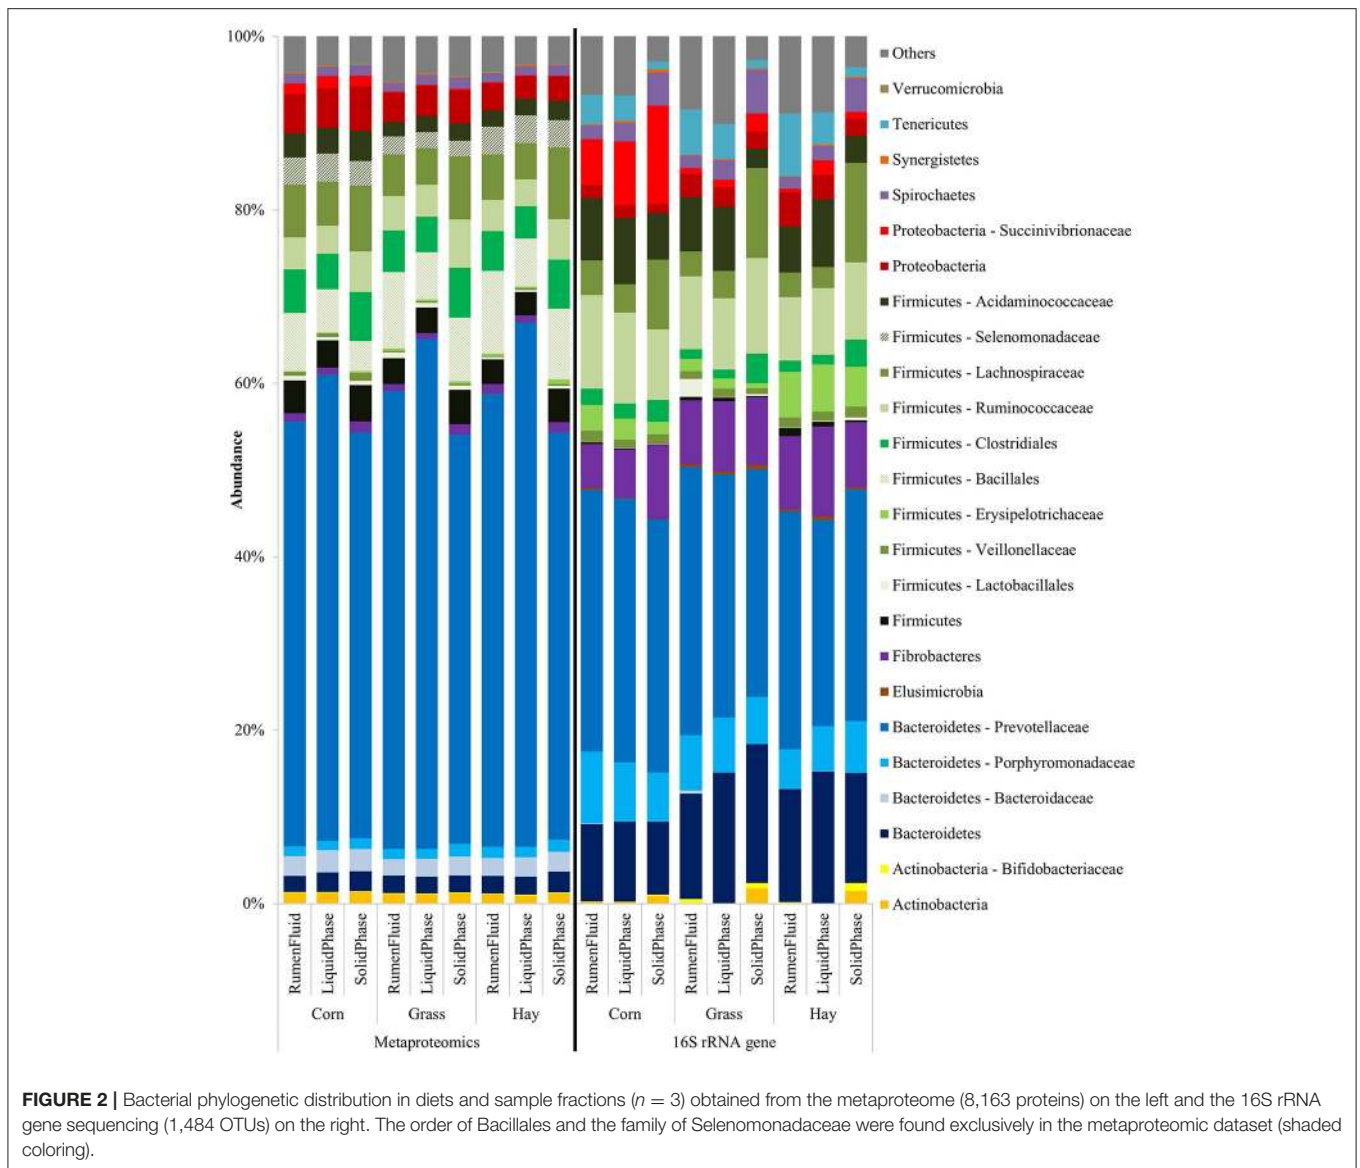 100%
80%
60%
40%
20%
0%
Abundance
RumenFluid
LiquidPhase
SolidPhase
RumenFluid
LiquidPhase
SolidPhase
RumenFluid
LiquidPhase
SolidPhase
RumenFluid
LiquidPhase
SolidPhase
RumenFluid
LiquidPhase
SolidPhase
RumenFluid
LiquidPhase
SolidPhase
Corn Grass Hay Corn Grass Hay
Metaproteomics 16S rRNA gene
Others
Verrucomicrobia
Tenericutes
Synergistetes
Spirochaetes
Proteobacteria - Succinivibrionaceae
Proteobacteria
Firmicutes - Acidaminococcaceae
Firmicutes - Selenomonadaceae
Firmicutes - Lachnospiraceae
Firmicutes - Ruminococcaceae
Firmicutes - Clostridiales
Firmicutes - Bacillales
Firmicutes - Erysipelotrichaceae
Firmicutes - Veillonellaceae
Firmicutes - Lactobacillales
Firmicutes
Fibrobacteres
Elusimicrobia
Bacteroidetes - Prevotellaceae
Bacteroidetes - Porphyromonadaceae
Bacteroidetes - Bacteroidaceae
Bacteroidetes
Actinobacteria - Bifidobacteriaceae
Actinobacteria
FIGURE 2 | Bacterial phylogenetic distribution in diets and sample fractions (n = 3) obtained from the metaproteome (8,163 proteins) on the left and the 16S rRNA
gene sequencing (1,484 OTUs) on the right. The order of Bacillales and the family of Selenomonadaceae were found exclusively in the metaproteomic dataset (shaded
coloring).